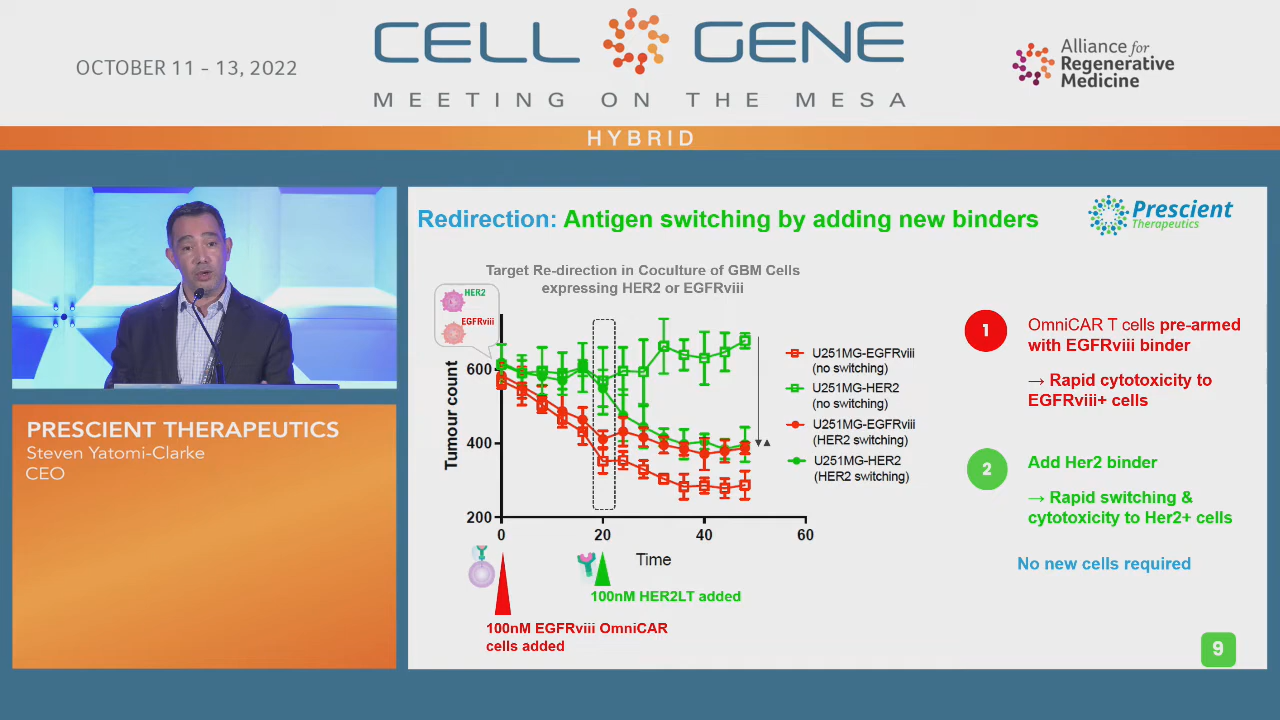 OCTOBER 11 - 13, 2022
CELL GENE
MEETING ON THE MESA
Alliance for
Regenerative
Medicine
HYBRID
PRESCIENT THERAPEUTICS
Steven Yatomi-Clarke
CEO
Redirection: Antigen switching by adding new binders
Prescient
Therapeutics
Target Re-direction in Coculture of GBM Cells
expressing HER2 or EGFRviii
HER2
EGFRviii
Tumour count
600
400
200
0
20
40
60
Time
U251MG-EGFRviii
(no switching)
U251MG-HER2
(no switching)
U251MG-EGFRviii
(HER2 switching)
U251MG-HER2
(HER2 switching)
100nM HER2LT added
100nM EGFRviii OmniCAR
cells added
1
OmniCAR T cells pre-armed
with EGFRviii binder
→ Rapid cytotoxicity to
EGFRviii+ cells
2
Add Her2 binder
→ Rapid switching &
cytotoxicity to Her2+ cells
No new cells required
9